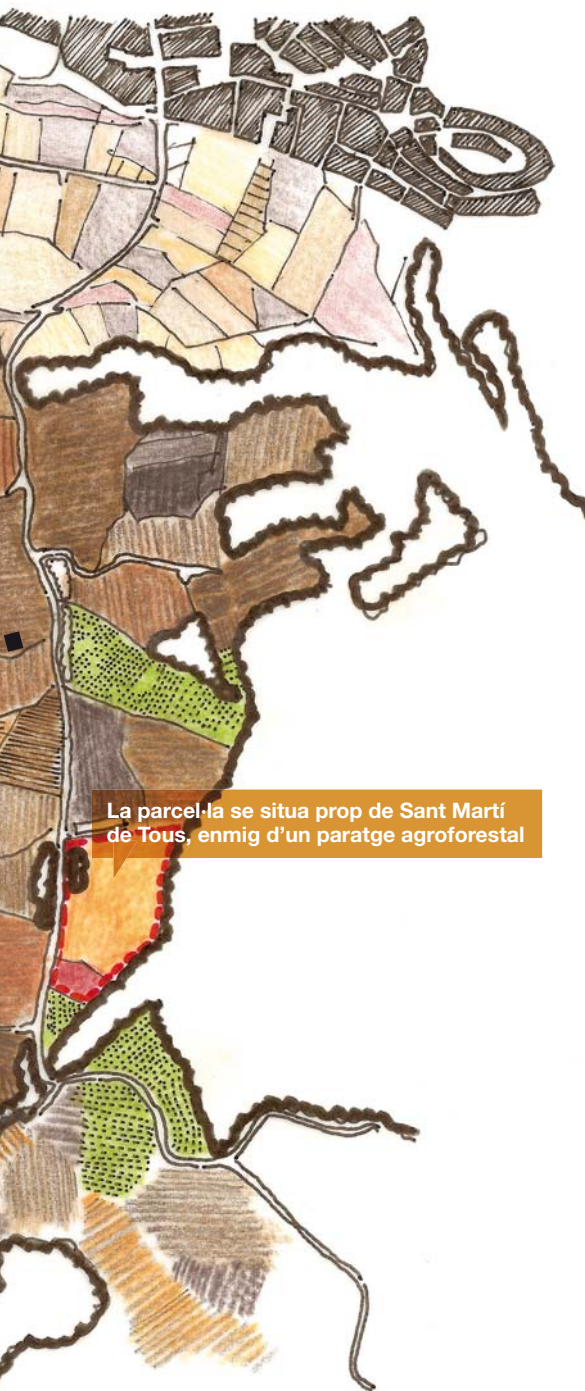 La parcel·la se situa prop de Sant Martí
de Tous, enmig d’un paratge agroforestal